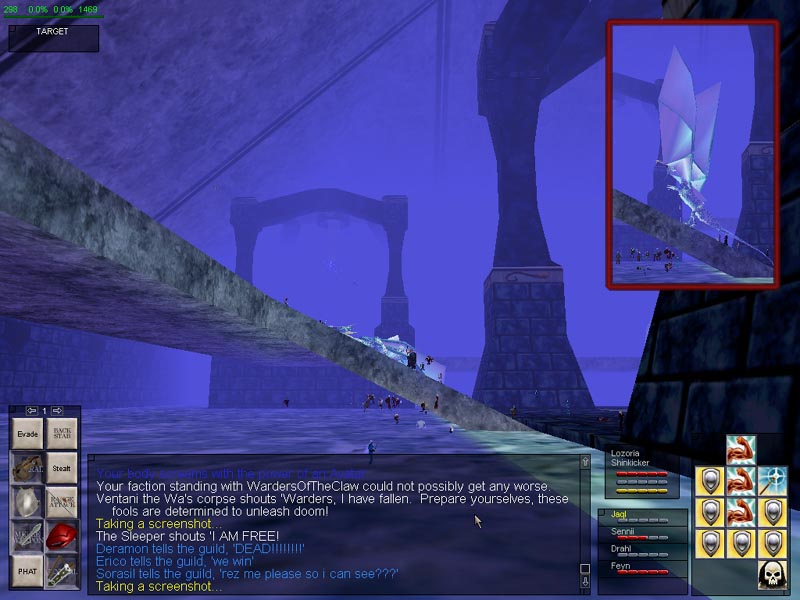 298 0.0% 0.0% 1469
TARGET
1
Evade
BACK STAB
Stealt
RANGE ATTACK
PHAT
Your body screams with the power of an
Your faction standing with WardersOfTheClaw could not possibly get any worse.
Ventani the Wa's corpse shouts 'Warders, I have fallen.  Prepare yourselves, these
fools are determined to unleash doom!
Taking a screenshot...
The Sleeper shouts 'I AM FREE!
Deramon tells the guild, 'DEAD!!!!!!!!'
Erico tells the guild, 'we win'
Sorasil tells the guild, 'rez me please so i can see???'
Taking a screenshot...
Lozoria
Shinkicker
Jagl
Sennii
Drahl
Feyn